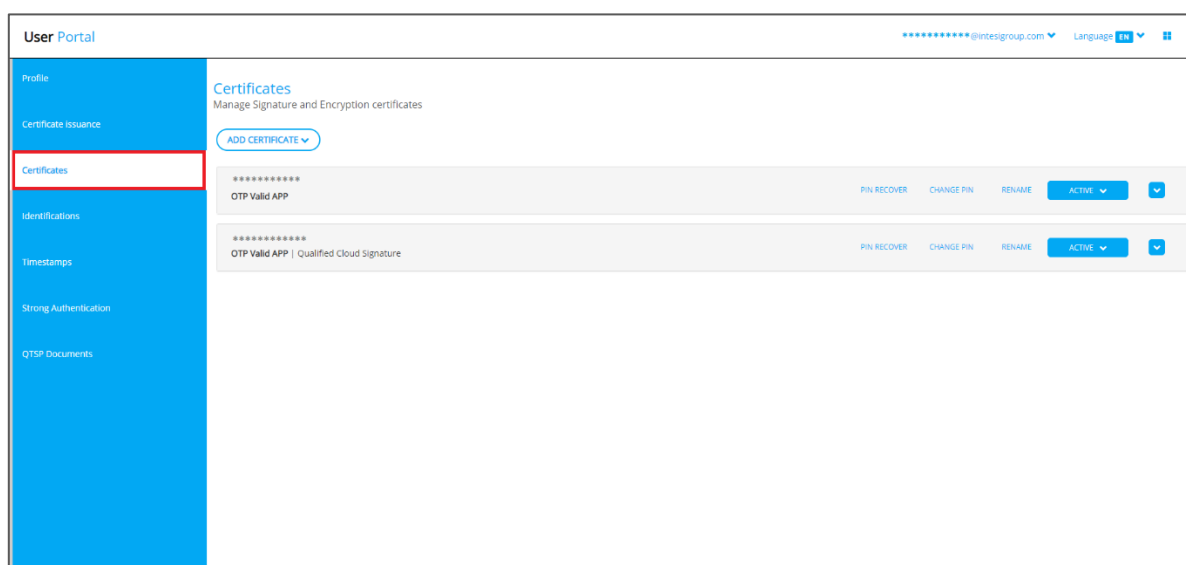 User Portal
***********@intesigroup.com Language EN
Profile
Certificate issuance
Certificates
Identifications
Timestamps
Strong Authentication
QTSP Documents
Certificates
Manage Signature and Encryption certificates
ADD CERTIFICATE
***********
OTP Valid APP
PIN RECOVER CHANGE PIN RENAME ACTIVE
************
OTP Valid APP | Qualified Cloud Signature
PIN RECOVER CHANGE PIN RENAME ACTIVE